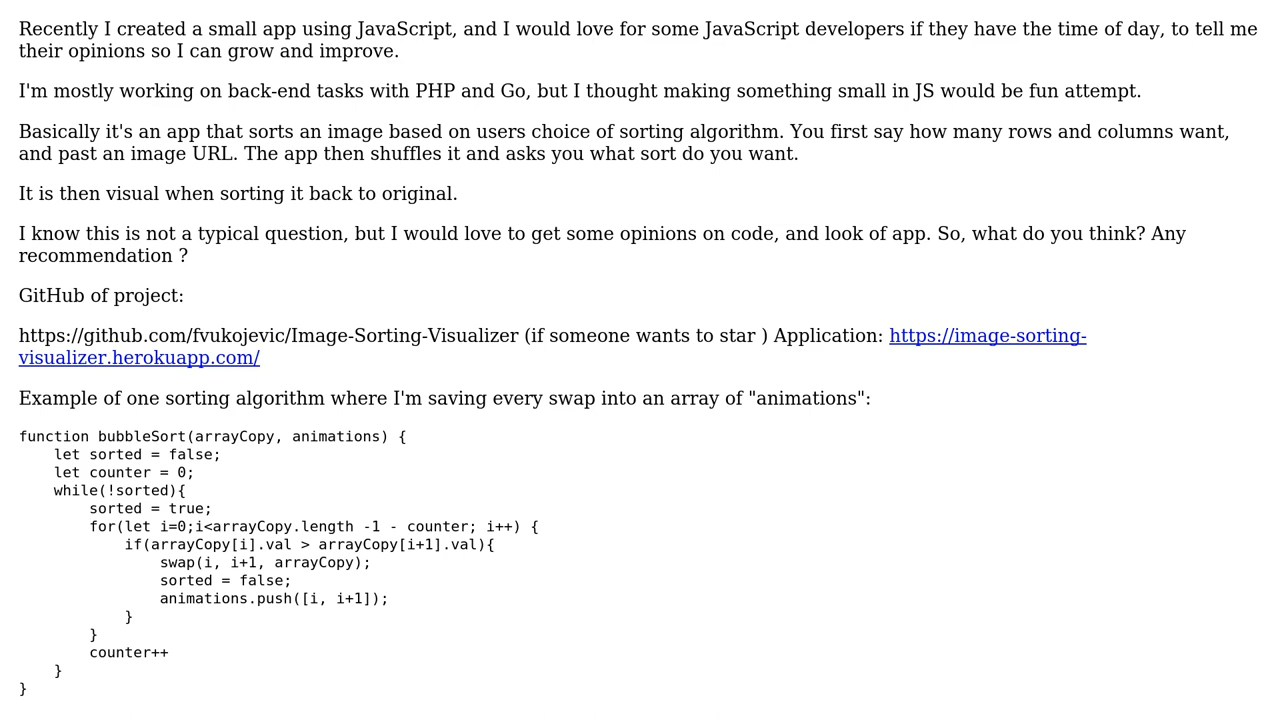 Recently I created a small app using JavaScript, and I would love for some JavaScript developers if they have the time of day, to tell me
their opinions so I can grow and improve.
I'm mostly working on back-end tasks with PHP and Go, but I thought making something small in JS would be fun attempt.
Basically it's an app that sorts an image based on users choice of sorting algorithm. You first say how many rows and columns want,
and past an image URL. The app then shuffles it and asks you what sort do you want.
It is then visual when sorting it back to original.
I know this is not a typical question, but I would love to get some opinions on code, and look of app. So, what do you think? Any
recommendation ?
GitHub of project:
https://github.com/fvukojevic/Image-Sorting-Visualizer (if someone wants to star ) Application: https://image-sorting-
visualizer.herokuapp.com/
Example of one sorting algorithm where I'm saving every swap into an array of "animations":
function bubbleSort(arrayCopy, animations) {
    let sorted = false;
    let counter = 0;
    while(!sorted){
        sorted = true;
        for(let i=0;i<arrayCopy.length -1 - counter; i++) {
            if(arrayCopy[i].val > arrayCopy[i+1].val){
                swap(i, i+1, arrayCopy);
                sorted = false;
                animations.push([i, i+1]);
            }
        }
        counter++
    }
}